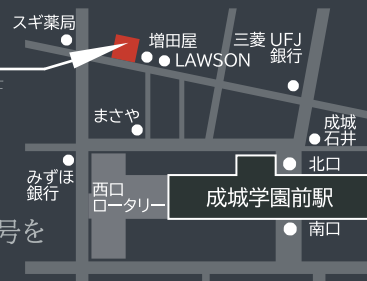 スギ薬局
増田屋
LAWSON
三菱 UFJ
銀行
まさや
成城
石井
みずほ
銀行
西口
ロータリー
北口
成城学園前駅
号を
南口